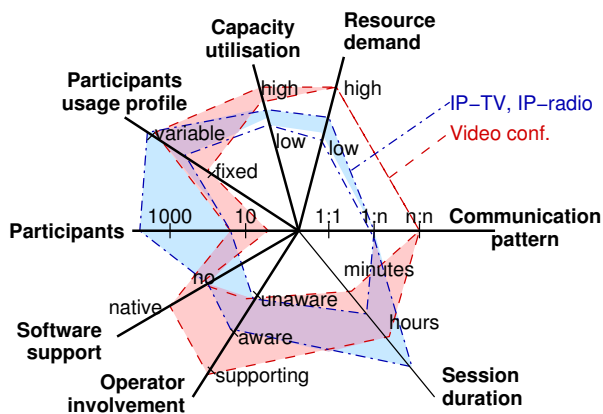 Capacity
utilisation
Resource
demand
Participants
usage profile
high
high
IP−TV, IP−radio
Video conf.
variable
low
low
fixed
1000
10
1:1
1:n
n:n
Participants
Communication
pattern
no
minutes
native
unaware
hours
Software
support
aware
supporting
Operator
involvement
Session
duration